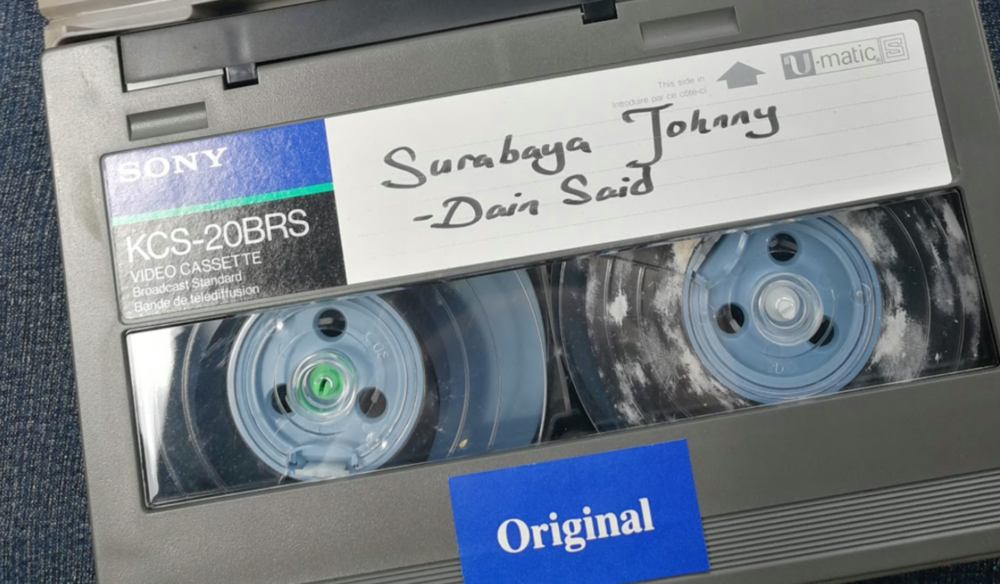 This side in
Introduire par ce côté-ci
U-matic S
Surabaya Johnny
-Dain Said
SONY
KCS-20BRS
VIDEO CASSETTE
Broadcast Standard
Bande de télédiffusion
Original